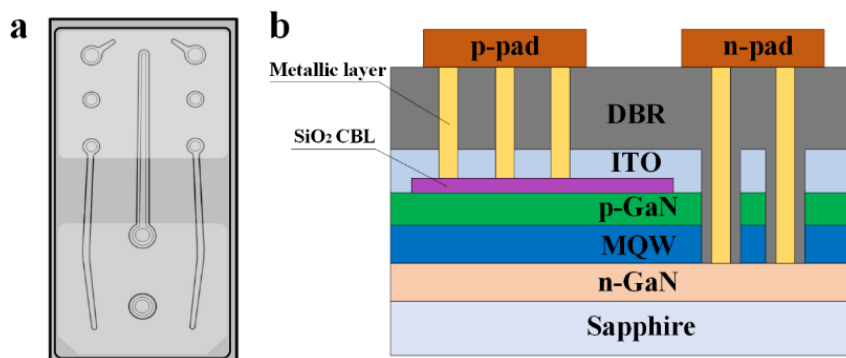 a
b
p-pad
n-pad
Metallic layer
DBR
SiO₂ CBL
ITO
p-GaN
MQW
n-GaN
Sapphire